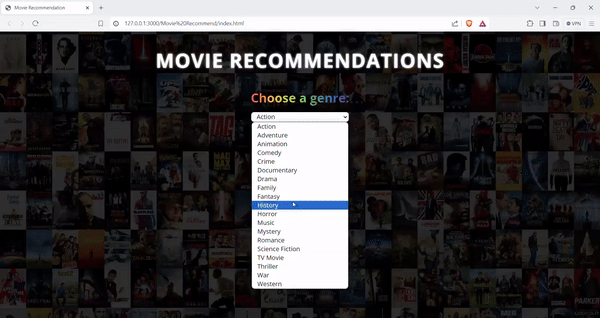 Movie Recommendation
127.0.0.1:3000/Movie%20Recommend/index.html
VPN
MOVIE RECOMMENDATIONS
Choose a genre:
Action
Action
Adventure
Animation
Comedy
Crime
Documentary
Drama
Family
Fantasy
History
Horror
Music
Mystery
Romance
Science Fiction
TV Movie
Thriller
War
Western